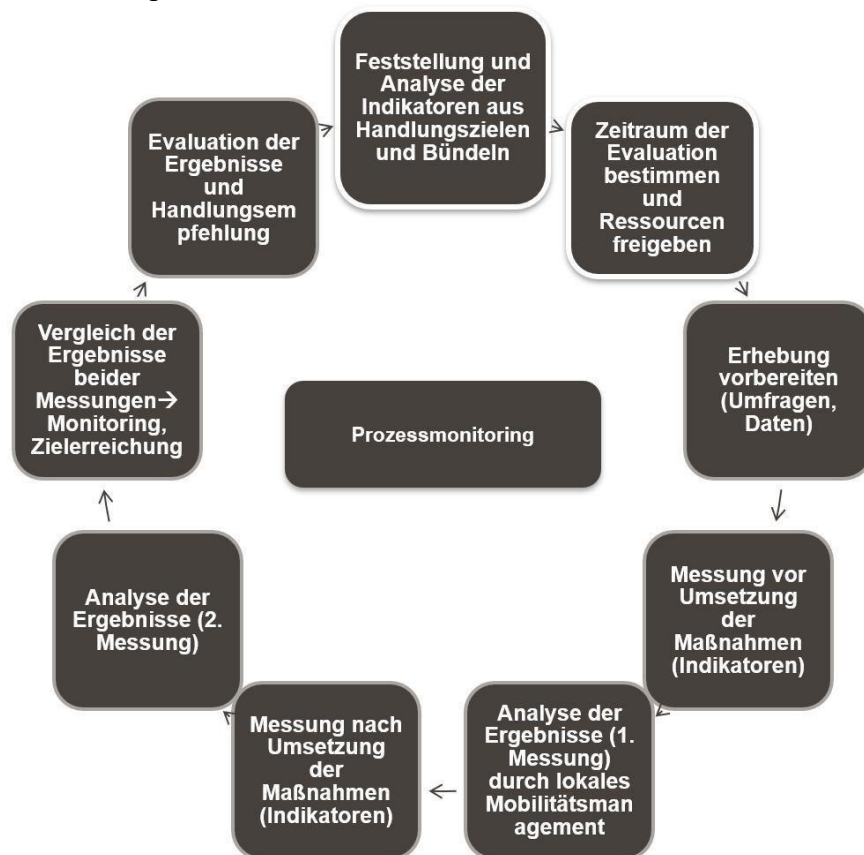 Feststellung und
Analyse der
Indikatoren aus
Handlungszielen
und Bündeln
Zeitraum der
Evaluation
bestimmen
und
Ressourcen
freigeben
Erhebung
vorbereiten
(Umfragen,
Daten)
Messung vor
Umsetzung
der
Maßnahmen
(Indikatoren)
Analyse der
Ergebnisse (1.
Messung)
durch lokales
Mobilitätsman
agement
Messung nach
Umsetzung
der
Maßnahmen
(Indikatoren)
Analyse der
Ergebnisse (2.
Messung)
Vergleich der
Ergebnisse
beider
Messungen→
Monitoring,
Zielerreichung
Evaluation der
Ergebnisse
und
Handlungsem
pfehlung
Prozessmonitoring